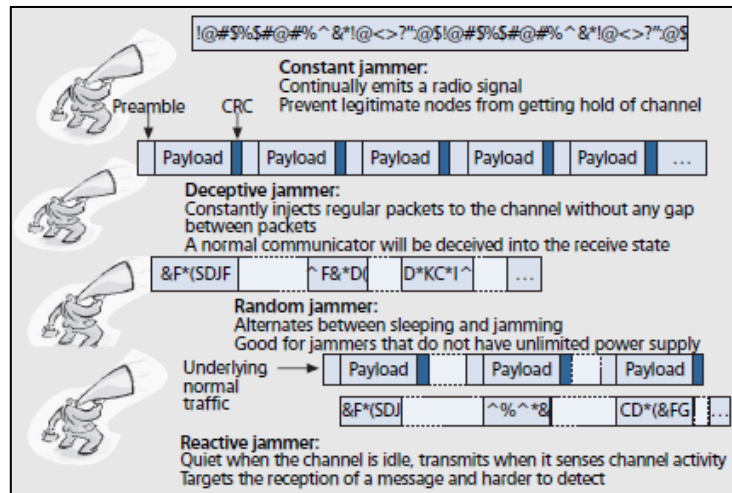 !@#$%$#@#%^&*!@<>?":@$!@#$%$#@#%^&*!@<>?":@$
Constant jammer:
Continually emits a radio signal
Prevent legitimate nodes from getting hold of channel
Preamble CRC
Payload Payload Payload Payload Payload ...
Deceptive jammer:
Constantly injects regular packets to the channel without any gap
between packets
A normal communicator will be deceived into the receive state
&F*(SDJF ^F&*D( D*KC*I^ ...
Random jammer:
Alternates between sleeping and jamming
Good for jammers that do not have unlimited power supply
Underlying
normal
traffic
Payload Payload Payload
&F*(SDJ ^%^*& CD*(&FG ...
Reactive jammer:
Quiet when the channel is idle, transmits when it senses channel activity
Targets the reception of a message and harder to detect